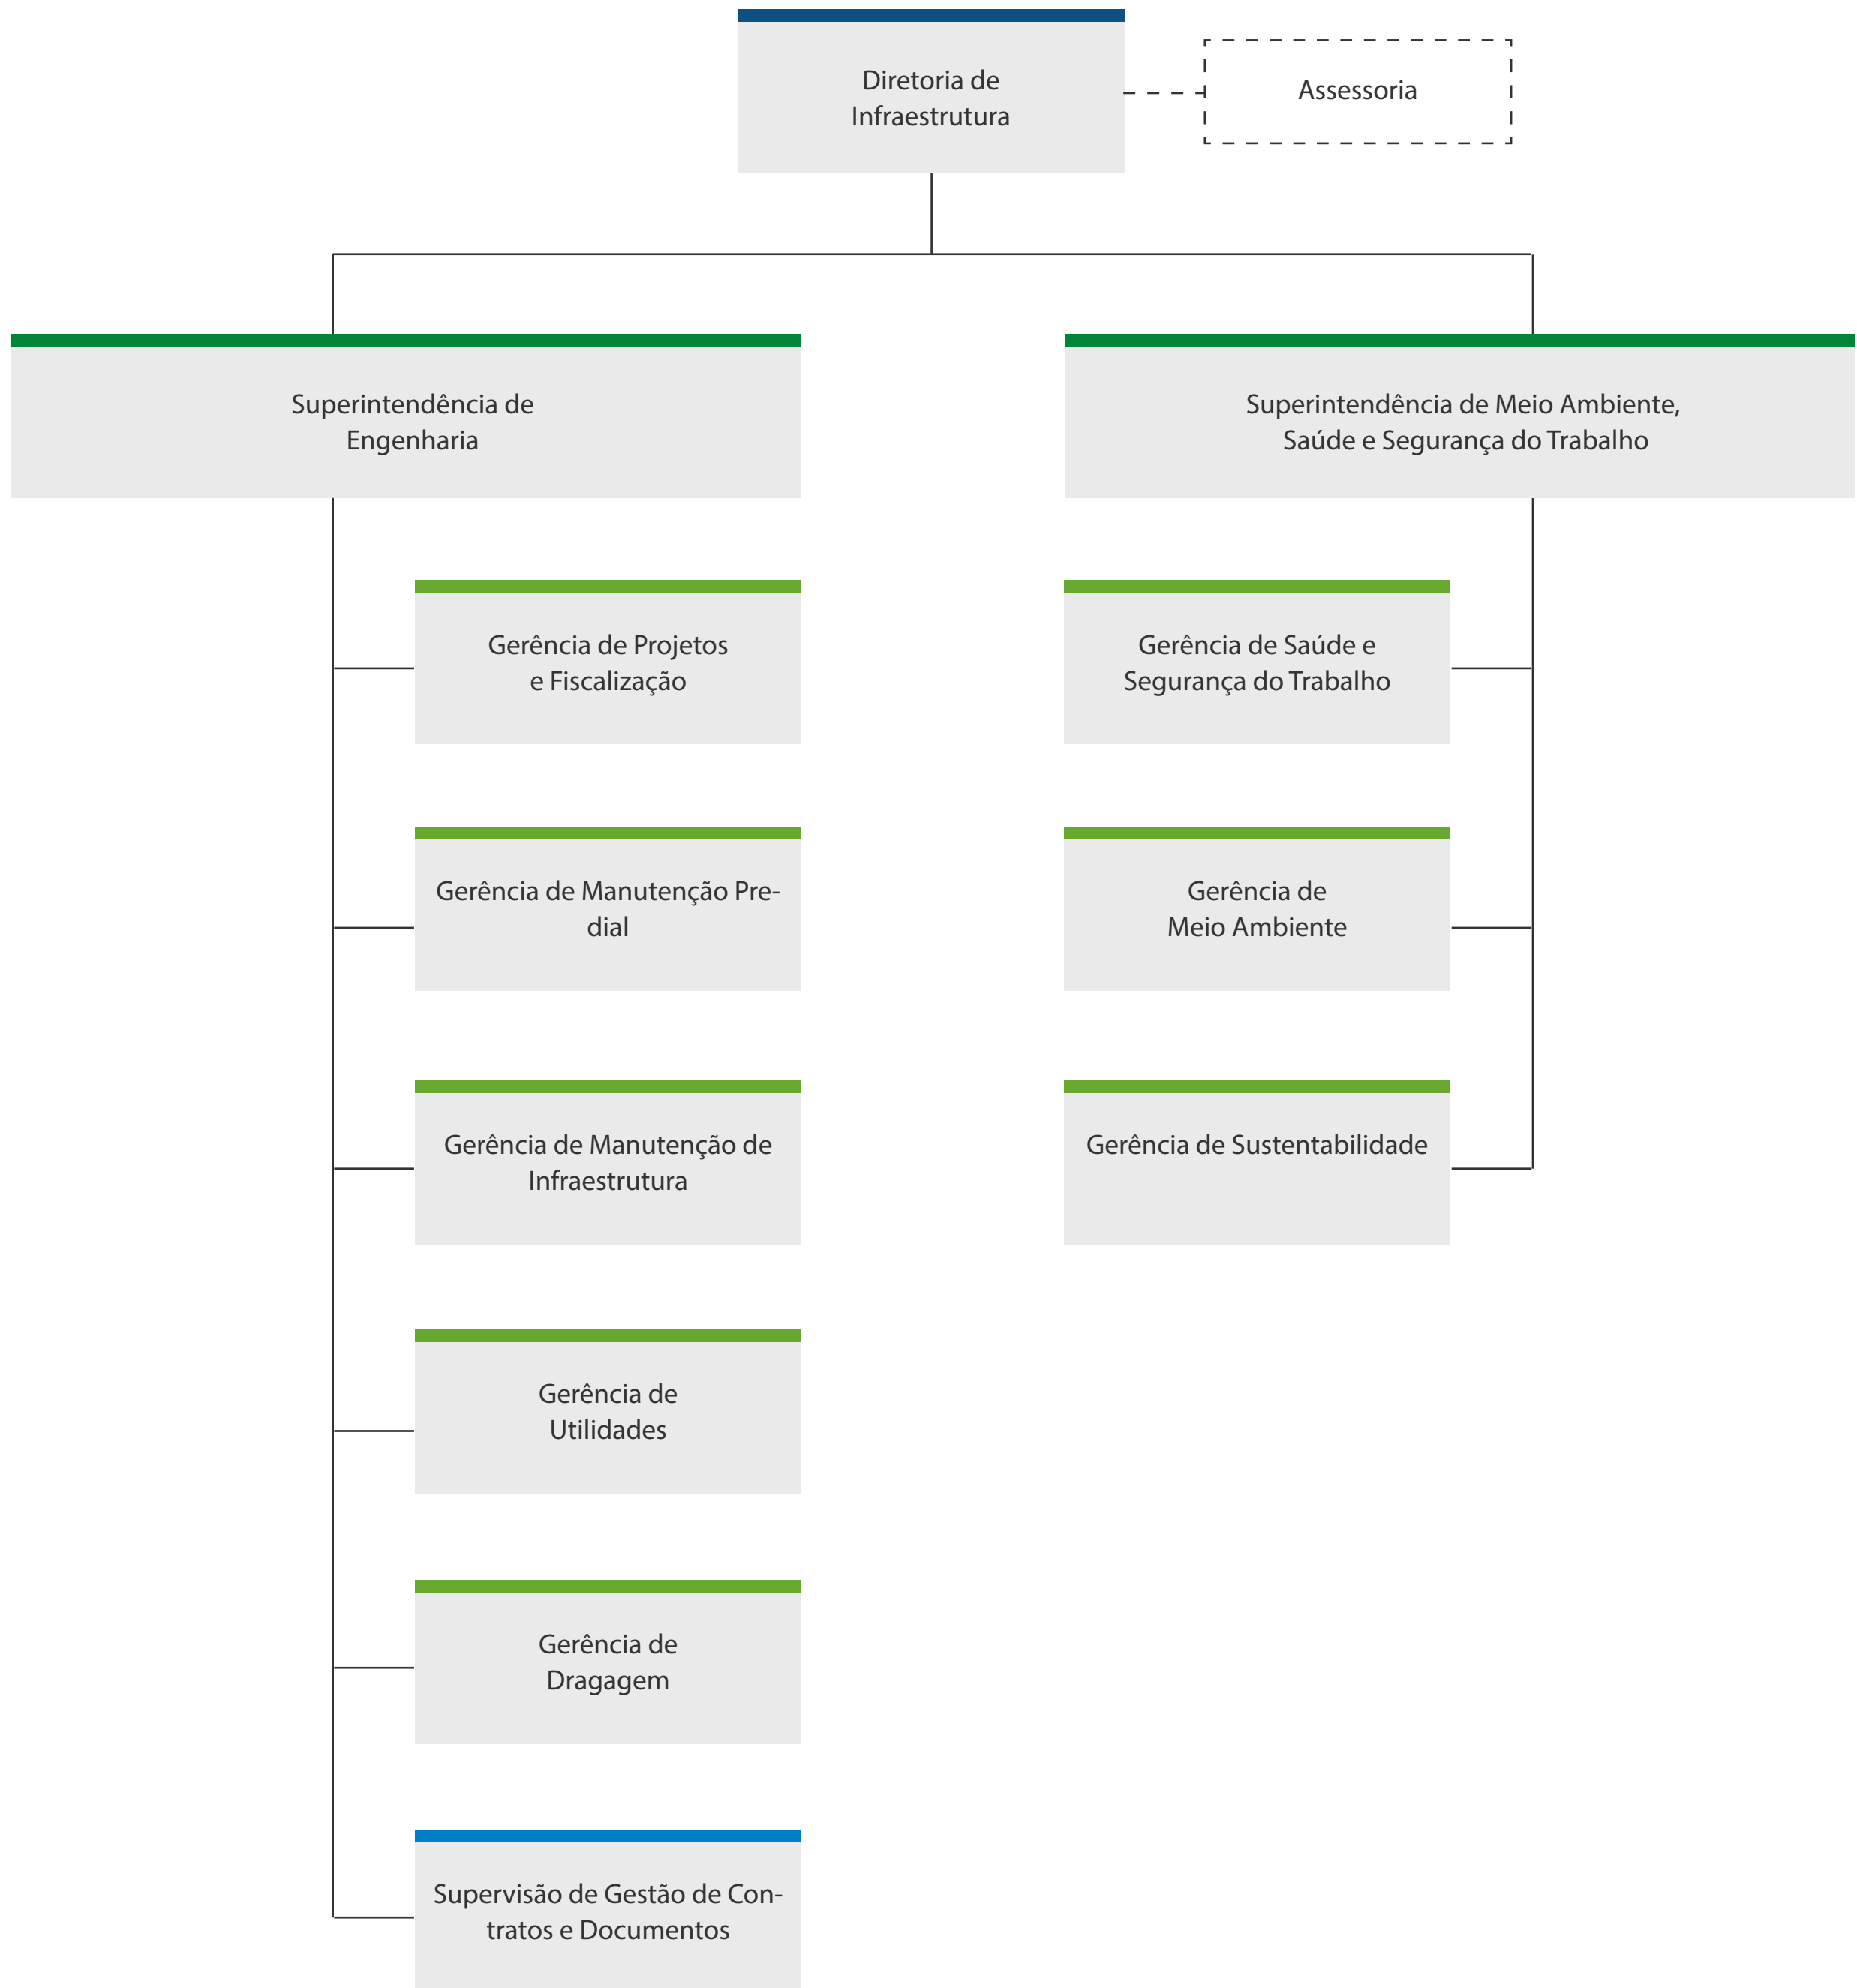 Diretoria de
Infraestrutura
Assessoria
Superintendência de
Engenharia
Superintendência de Meio Ambiente,
Saúde e Segurança do Trabalho
Gerência de Projetos
e Fiscalização
Gerência de Saúde e
Segurança do Trabalho
Gerência de Manutenção Pre-
dial
Gerência de
Meio Ambiente
Gerência de Manutenção de
Infraestrutura
Gerência de Sustentabilidade
Gerência de
Utilidades
Gerência de
Dragagem
Supervisão de Gestão de Con-
tratos e Documentos